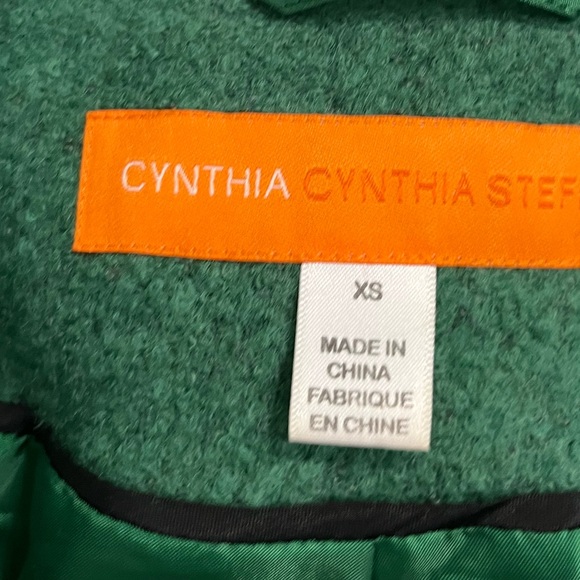 CYNTHIA CYNTHIA STEF
XS
MADE IN
CHINA
FABRIQUE
EN CHINE